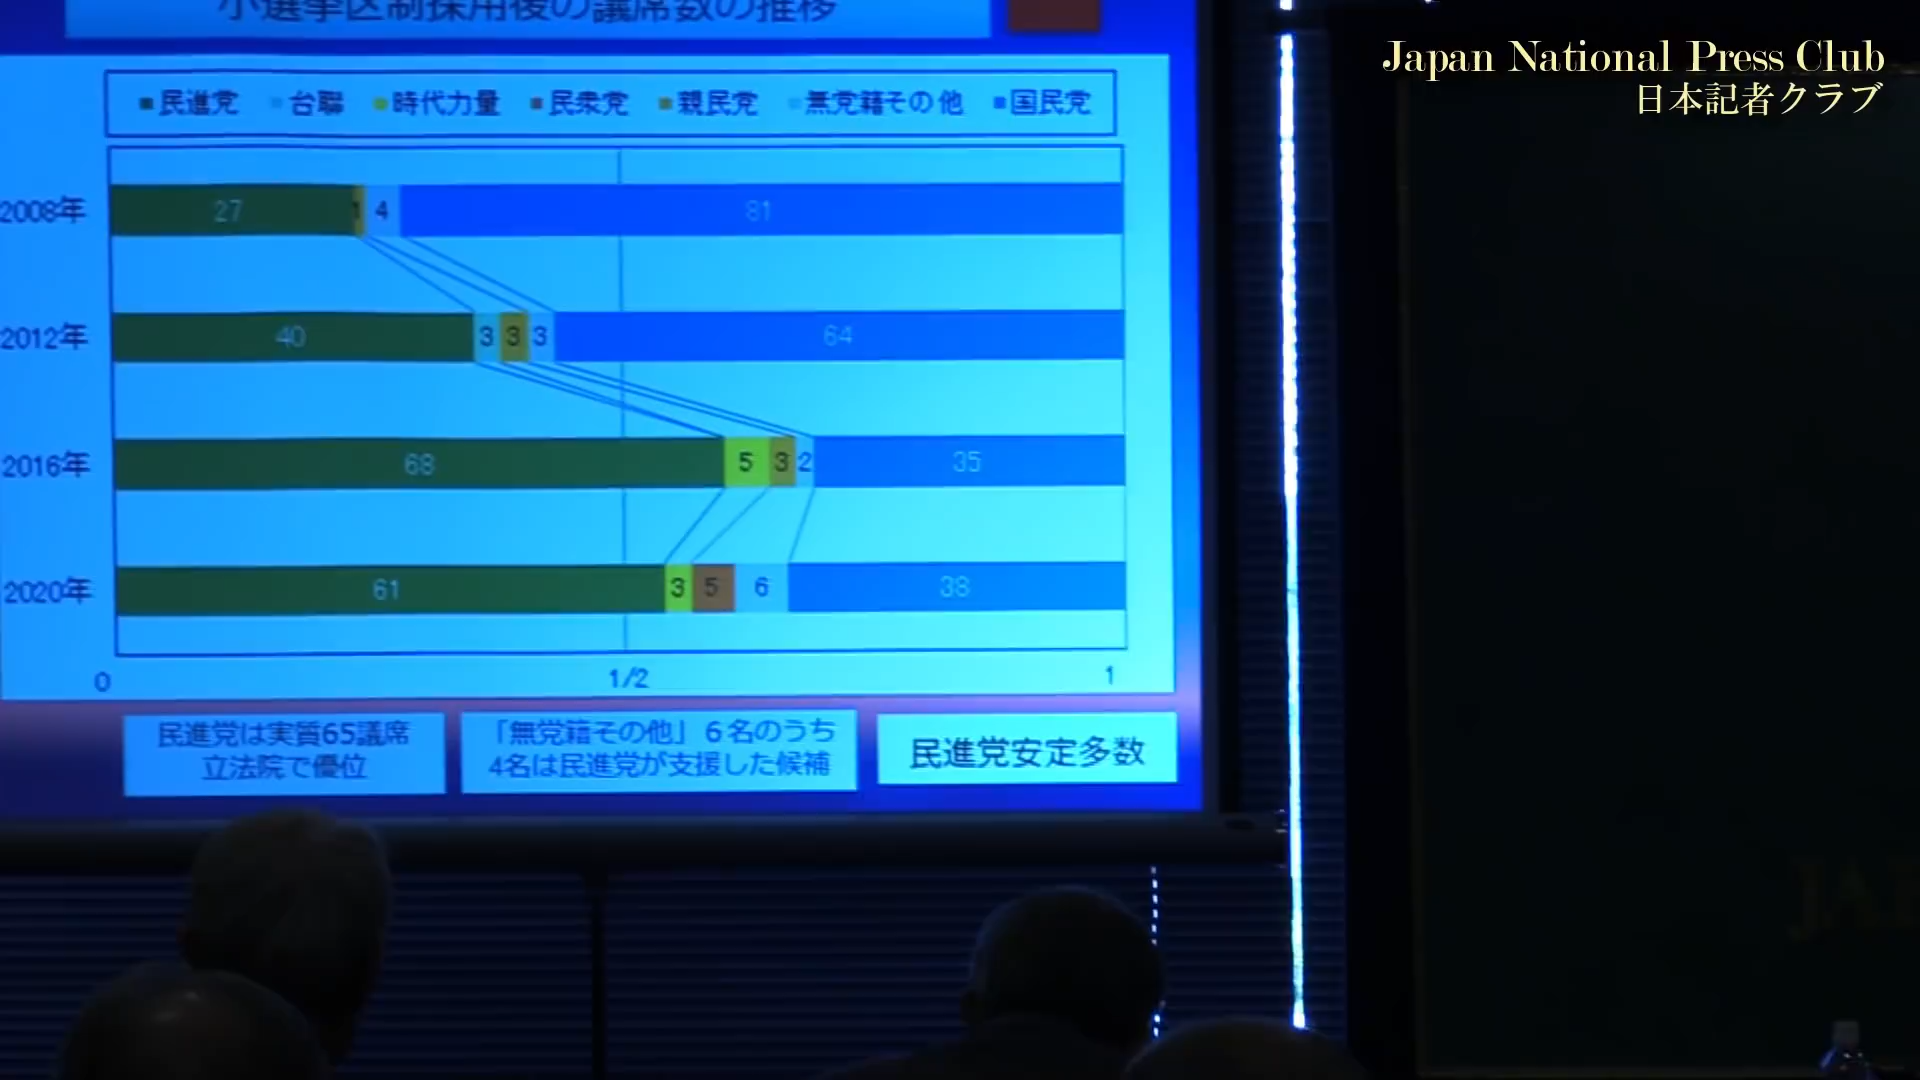 小選挙区制採用後の議席数の推移
Japan National Press Club
日本記者クラブ
民進党 台聯 時代力量 民衆党 親民党 無党籍その他 国民党
2008年 27 1 4 81
2012年 40 3 3 3 64
2016年 68 5 3 2 35
2020年 61 3 5 6 38
0 1/2 1
民進党は実質65議席
立法院で優位
「無党籍その他」6名のうち
4名は民進党が支援した候補
民進党安定多数